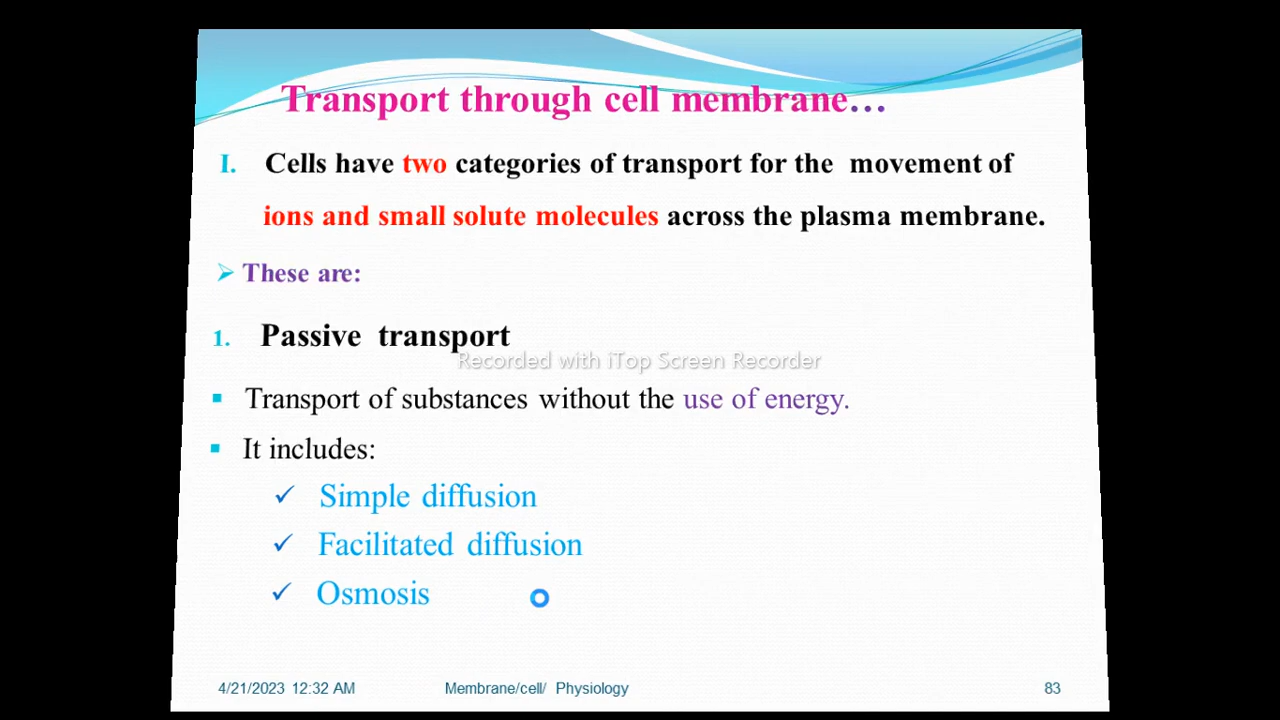 Transport through cell membrane…
I. Cells have two categories of transport for the movement of
ions and small solute molecules across the plasma membrane.
➢ These are:
1. Passive transport
Recorded with iTop Screen Recorder
▪ Transport of substances without the use of energy.
▪ It includes:
✓ Simple diffusion
✓ Facilitated diffusion
✓ Osmosis
4/21/2023 12:32 AM Membrane/cell/ Physiology 83